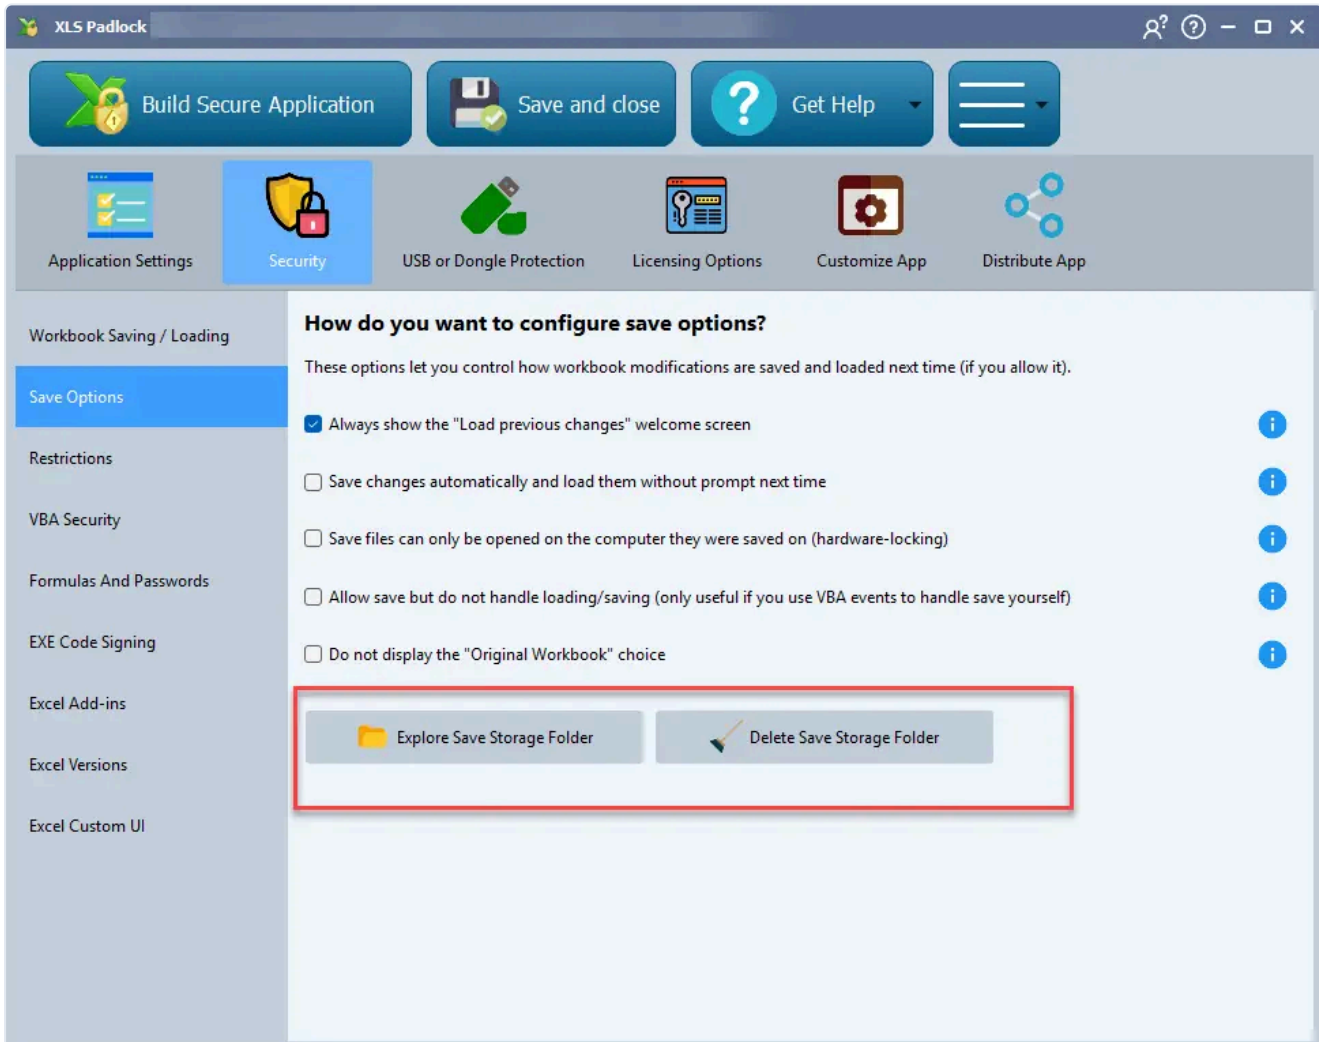 XLS Padlock
Build Secure Application
Save and close
Get Help
Application Settings
Security
USB or Dongle Protection
Licensing Options
Customize App
Distribute App
Workbook Saving / Loading
Save Options
Restrictions
VBA Security
Formulas And Passwords
EXE Code Signing
Excel Add-ins
Excel Versions
Excel Custom UI
How do you want to configure save options?
These options let you control how workbook modifications are saved and loaded next time (if you allow it).
Always show the "Load previous changes" welcome screen
Save changes automatically and load them without prompt next time
Save files can only be opened on the computer they were saved on (hardware-locking)
Allow save but do not handle loading/saving (only useful if you use VBA events to handle save yourself)
Do not display the "Original Workbook" choice
Explore Save Storage Folder
Delete Save Storage Folder